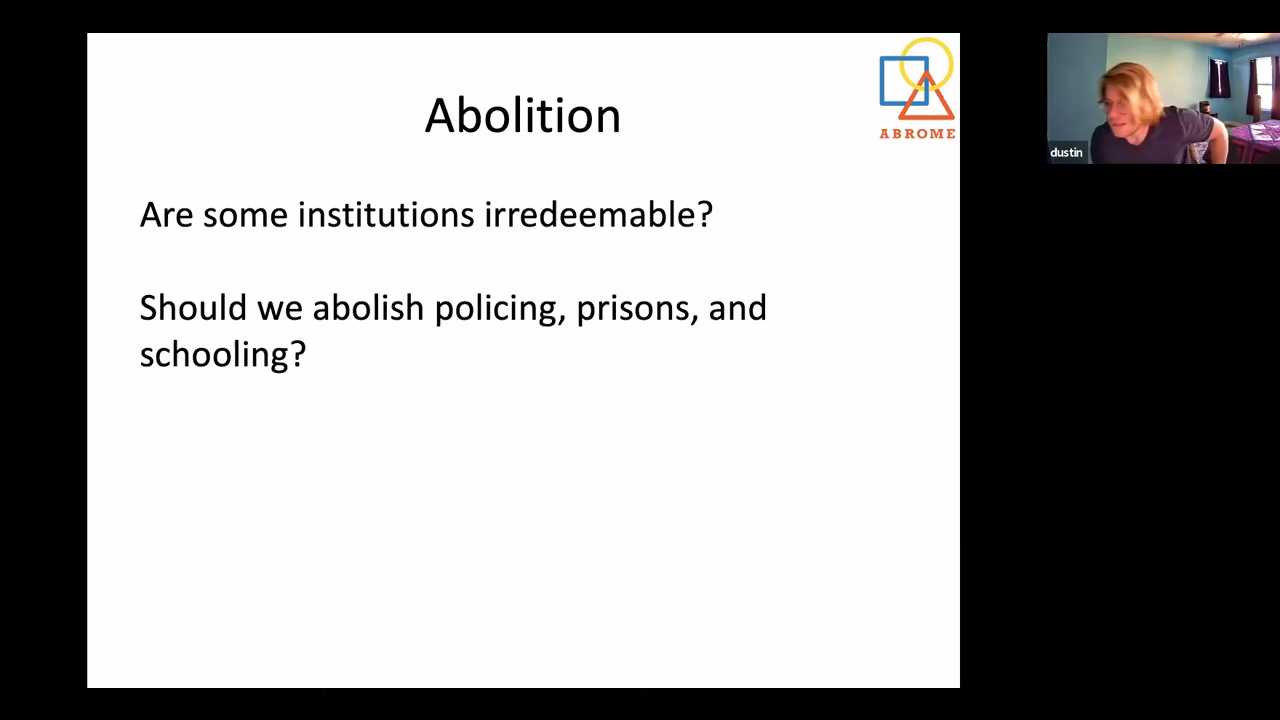 Abolition
ABROME
Are some institutions irredeemable?
Should we abolish policing, prisons, and
schooling?
dustin